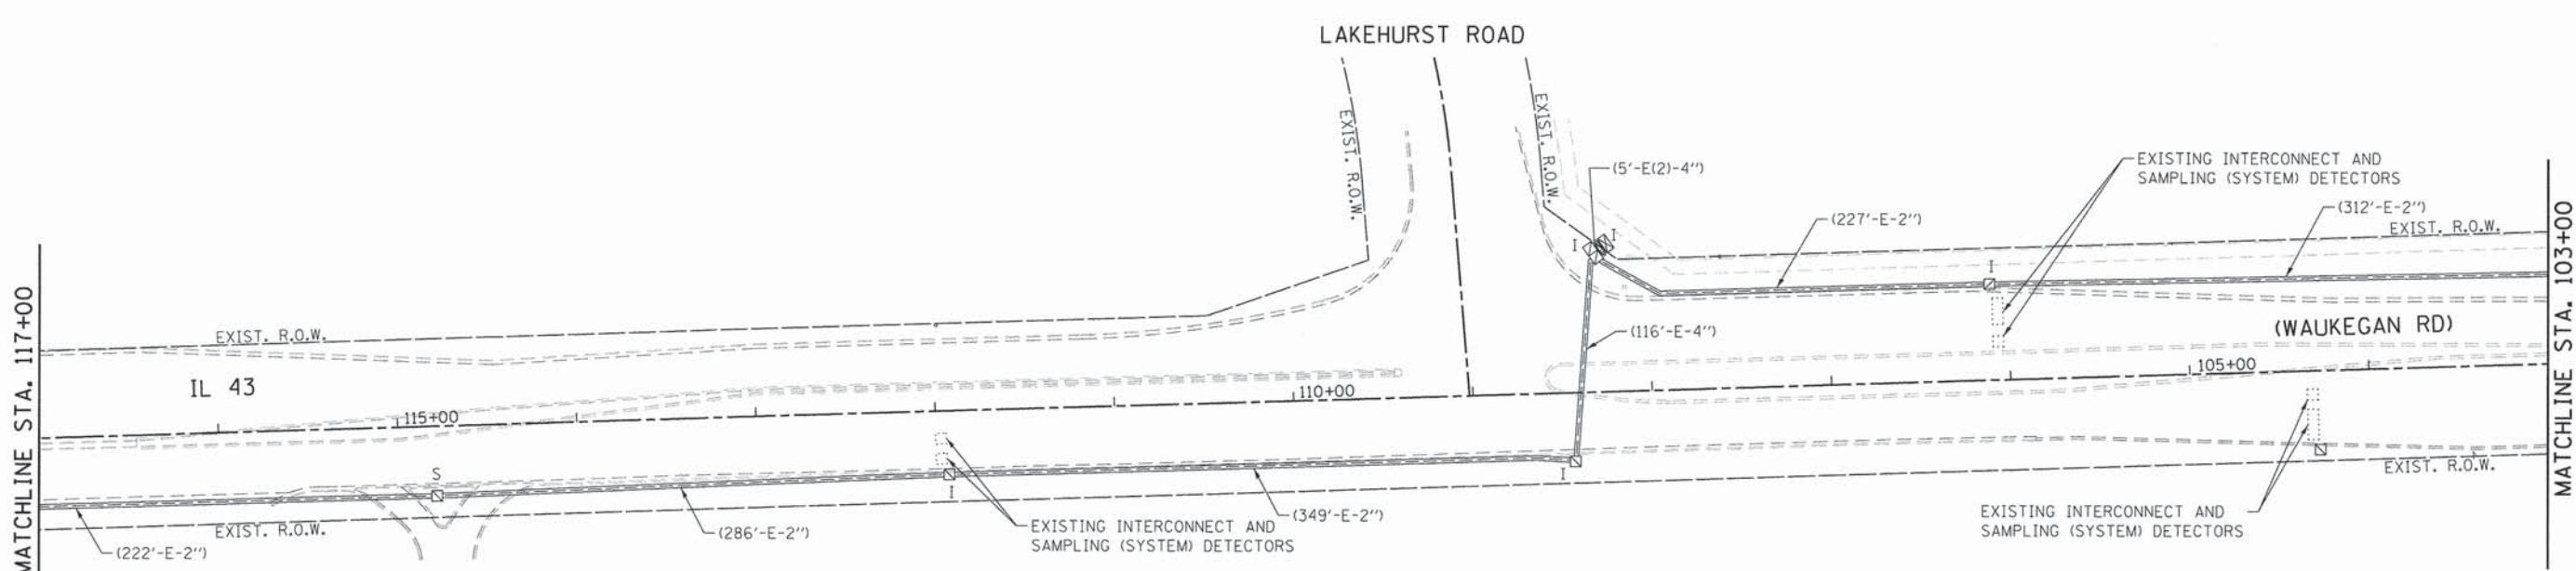 LAKEHURST ROAD
EXIST. R.O.W.
EXIST. R.O.W.
(5'-E(2)-4")
EXISTING INTERCONNECT AND
SAMPLING (SYSTEM) DETECTORS
(227'-E-2")
(312'-E-2")
EXIST. R.O.W.
I
I
I
MATCHLINE STA. 117+00
MATCHLINE STA. 103+00
EXIST. R.O.W.
(116'-E-4")
(WAUKEGAN RD)
IL 43
115+00
110+00
105+00
S
I
I
EXIST. R.O.W.
EXIST. R.O.W.
(222'-E-2")
(286'-E-2")
(349'-E-2")
EXISTING INTERCONNECT AND
SAMPLING (SYSTEM) DETECTORS
EXISTING INTERCONNECT AND
SAMPLING (SYSTEM) DETECTORS